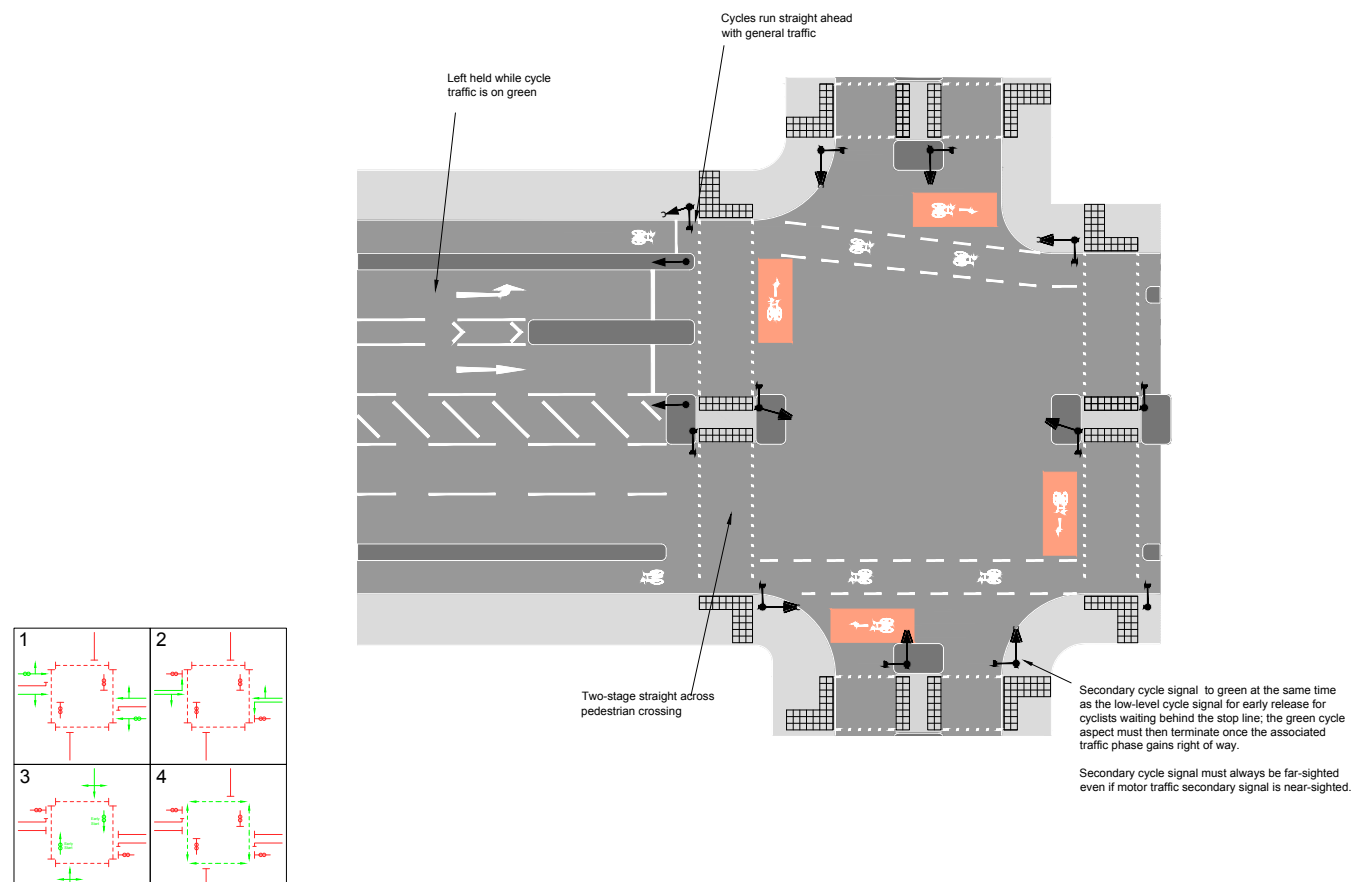 Cycles run straight ahead
with general traffic
Left held while cycle
traffic is on green
Two-stage straight across
pedestrian crossing
Secondary cycle signal to green at the same time
as the low-level cycle signal for early release for
cyclists waiting behind the stop line; the green cycle
aspect must then terminate once the associated
traffic phase gains right of way.
Secondary cycle signal must always be far-sighted
even if motor traffic secondary signal is near-sighted.
1
2
3
Early
Start
Early
Start
4